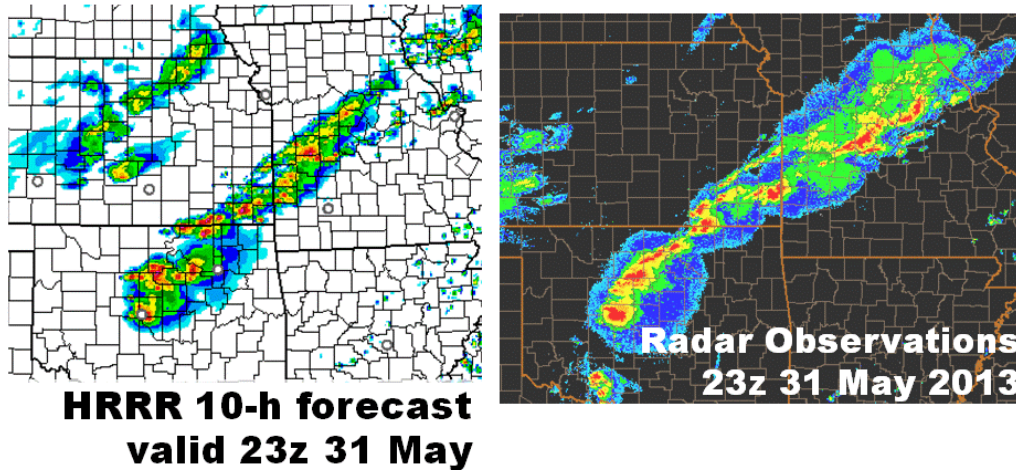 HRRR 10-h forecast
valid 23z 31 May
Radar Observations
23z 31 May 2013